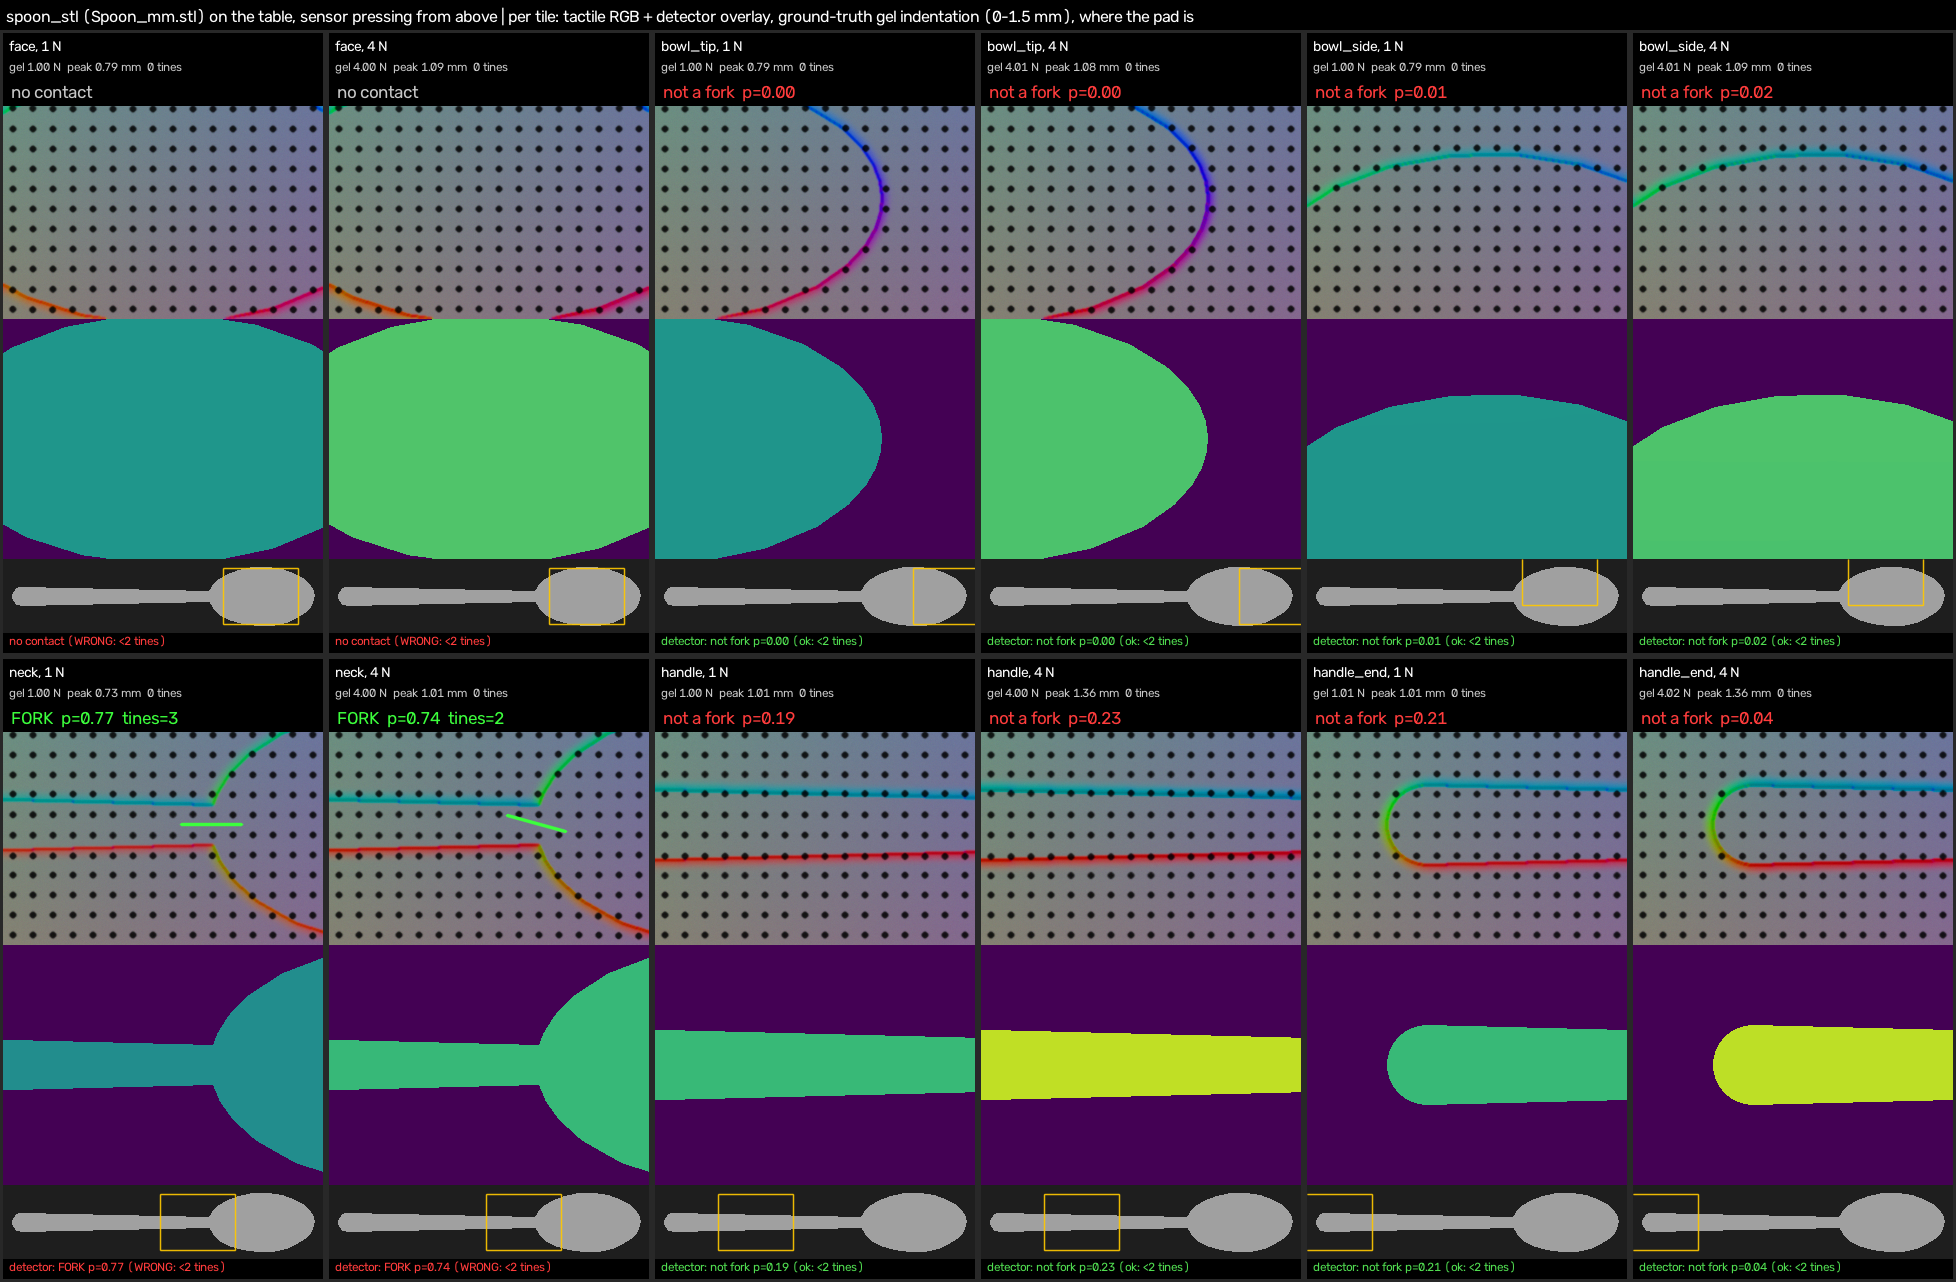 spoon_stl (Spoon_mm.stl) on the table, sensor pressing from above | per tile: tactile RGB + detector overlay, ground-truth gel indentation (0-1.5 mm), where the pad is
face, 1 N
gel 1.00 N peak 0.79 mm 0 tines
no contact
no contact (WRONG: <2 tines)
face, 4 N
gel 4.00 N peak 1.09 mm 0 tines
no contact
no contact (WRONG: <2 tines)
bowl_tip, 1 N
gel 1.00 N peak 0.79 mm 0 tines
not a fork p=0.00
detector: not fork p=0.00 (ok: <2 tines)
bowl_tip, 4 N
gel 4.01 N peak 1.08 mm 0 tines
not a fork p=0.00
detector: not fork p=0.00 (ok: <2 tines)
bowl_side, 1 N
gel 1.00 N peak 0.79 mm 0 tines
not a fork p=0.01
detector: not fork p=0.01 (ok: <2 tines)
bowl_side, 4 N
gel 4.01 N peak 1.09 mm 0 tines
not a fork p=0.02
detector: not fork p=0.02 (ok: <2 tines)
neck, 1 N
gel 1.00 N peak 0.73 mm 0 tines
FORK p=0.77 tines=3
detector: FORK p=0.77 (WRONG: <2 tines)
neck, 4 N
gel 4.00 N peak 1.01 mm 0 tines
FORK p=0.74 tines=2
detector: FORK p=0.74 (WRONG: <2 tines)
handle, 1 N
gel 1.00 N peak 1.01 mm 0 tines
not a fork p=0.19
detector: not fork p=0.19 (ok: <2 tines)
handle, 4 N
gel 4.00 N peak 1.36 mm 0 tines
not a fork p=0.23
detector: not fork p=0.23 (ok: <2 tines)
handle_end, 1 N
gel 1.01 N peak 1.01 mm 0 tines
not a fork p=0.21
detector: not fork p=0.21 (ok: <2 tines)
handle_end, 4 N
gel 4.02 N peak 1.36 mm 0 tines
not a fork p=0.04
detector: not fork p=0.04 (ok: <2 tines)